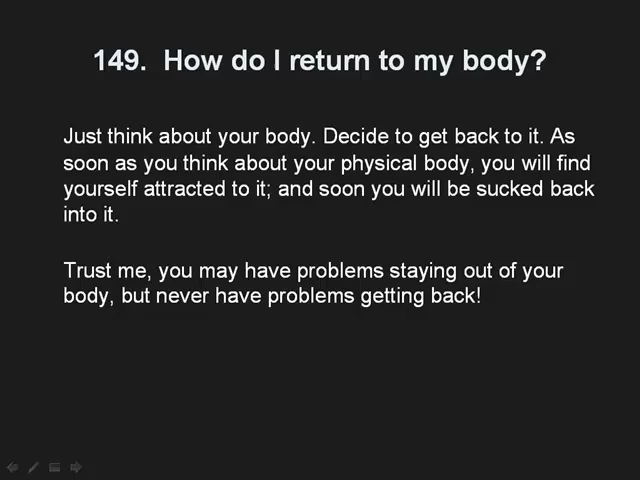 149.  How do I return to my body?
Just think about your body. Decide to get back to it. As
soon as you think about your physical body, you will find
yourself attracted to it; and soon you will be sucked back
into it.
Trust me, you may have problems staying out of your
body, but never have problems getting back!